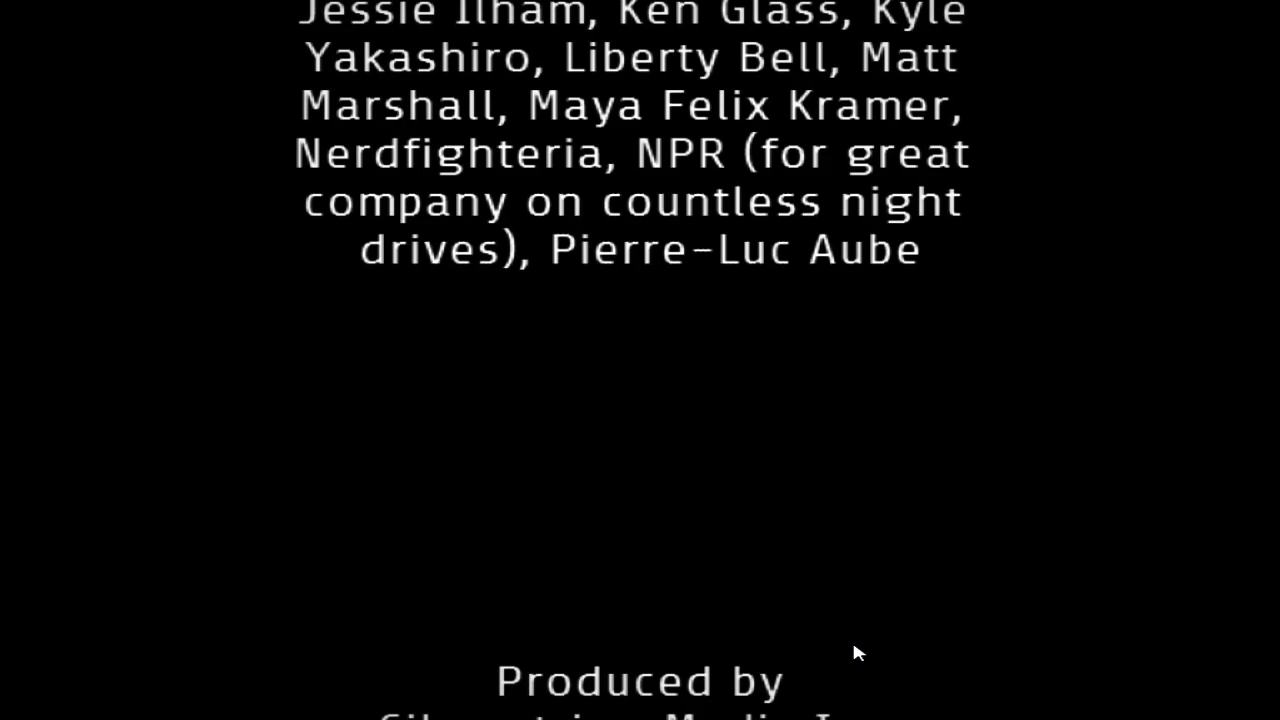 Jessie Ilham, Ken Glass, Kyle
Yakashiro, Liberty Bell, Matt
Marshall, Maya Felix Kramer,
Nerdfighteria, NPR (for great
company on countless night
drives), Pierre-Luc Aube
Produced by